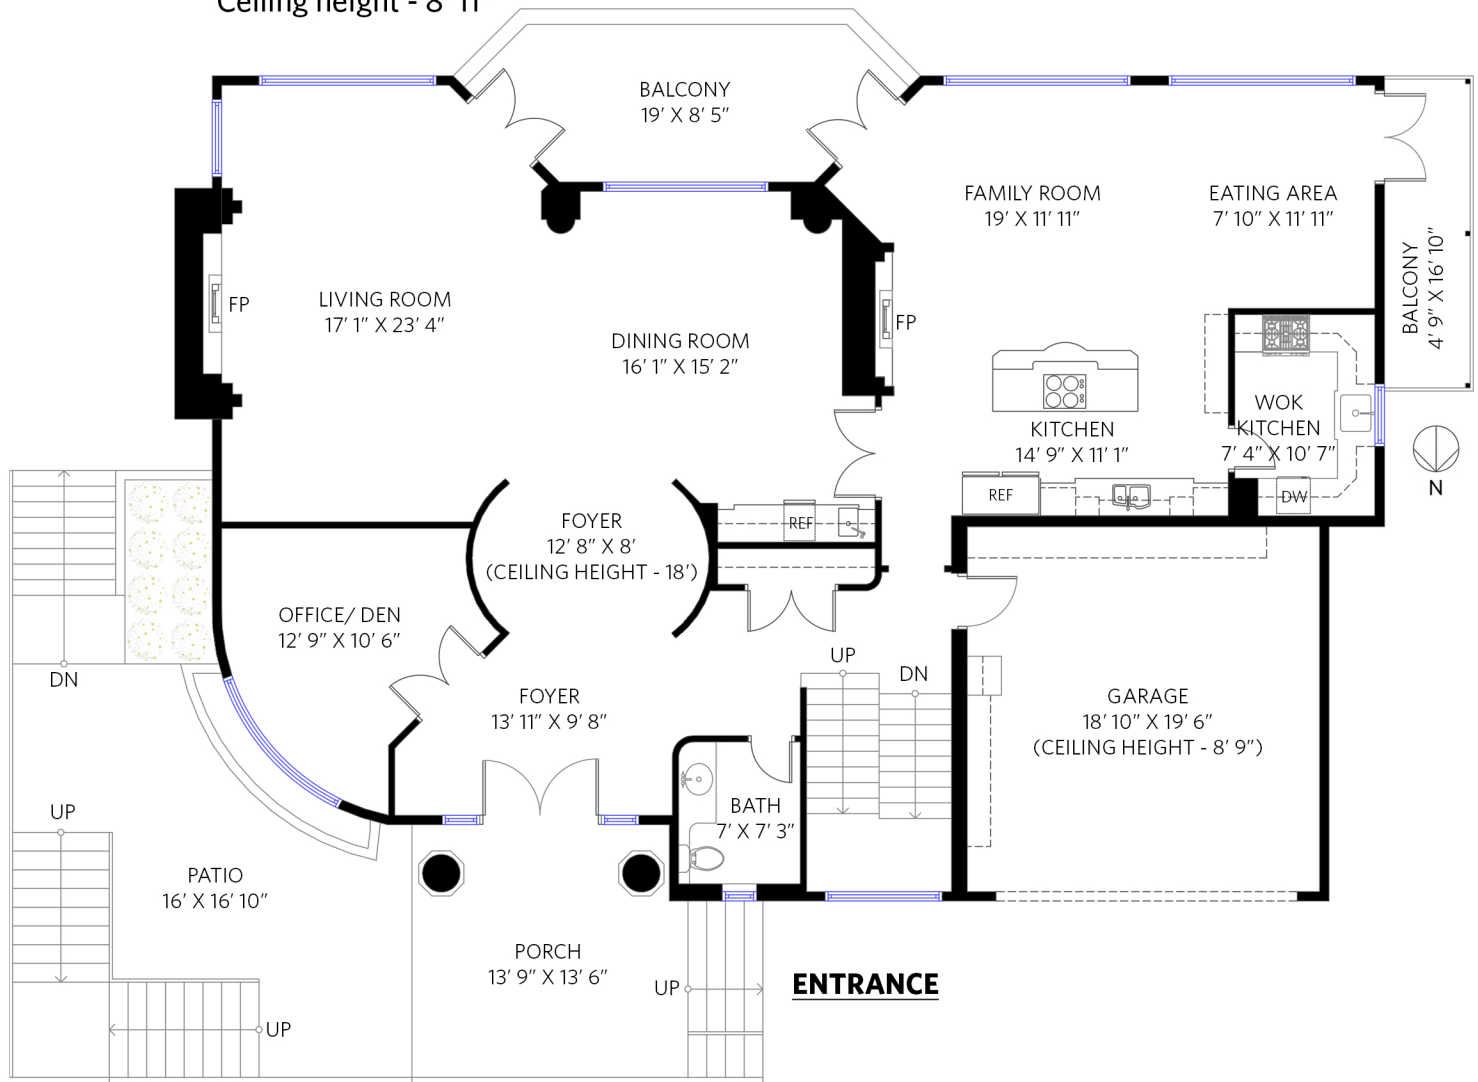 Ceiling height - 8' 11"
BALCONY
19' X 8' 5"
FAMILY ROOM
19' X 11' 11"
EATING AREA
7' 10" X 11' 11"
BALCONY
4' 9" X 16' 10"
FP
LIVING ROOM
17' 1" X 23' 4"
DINING ROOM
16' 1" X 15' 2"
FP
WOK
KITCHEN
7' 4" X 10' 7"
KITCHEN
14' 9" X 11' 1"
N
REF
DW
REF
FOYER
12' 8" X 8'
(CEILING HEIGHT - 18')
OFFICE/ DEN
12' 9" X 10' 6"
DN
UP
DN
FOYER
13' 11" X 9' 8"
GARAGE
18' 10" X 19' 6"
(CEILING HEIGHT - 8' 9")
UP
BATH
7' X 7' 3"
PATIO
16' X 16' 10"
PORCH
13' 9" X 13' 6"
UP
ENTRANCE
UP